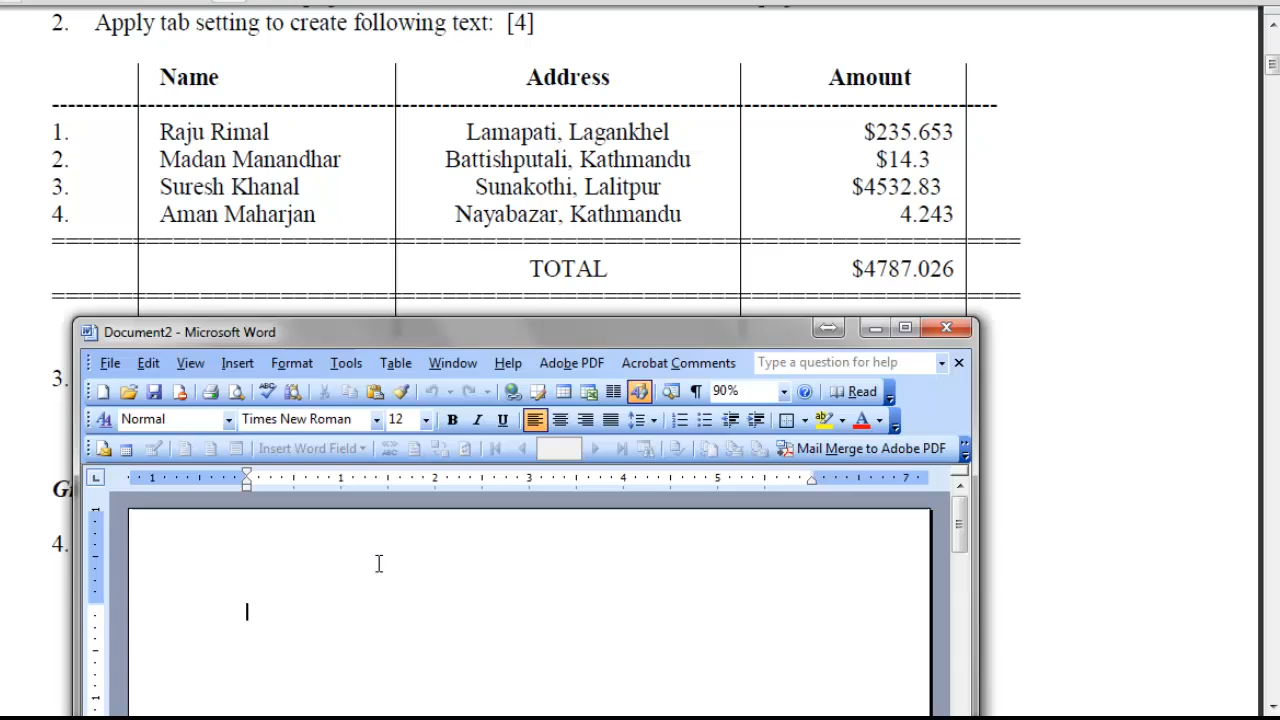 2. Apply tab setting to create following text: [4]
Name Address Amount
1. Raju Rimal Lamapati, Lagankhel $235.653
2. Madan Manandhar Battishputali, Kathmandu $14.3
3. Suresh Khanal Sunakothi, Lalitpur $4532.83
4. Aman Maharjan Nayabazar, Kathmandu 4.243
TOTAL $4787.026
3.
4.
Document2 - Microsoft Word
File Edit View Insert Format Tools Table Window Help Adobe PDF Acrobat Comments Type a question for help
90% Read
Normal Times New Roman 12 B I U
Insert Word Field Mail Merge to Adobe PDF
1 1 2 3 4 5 7